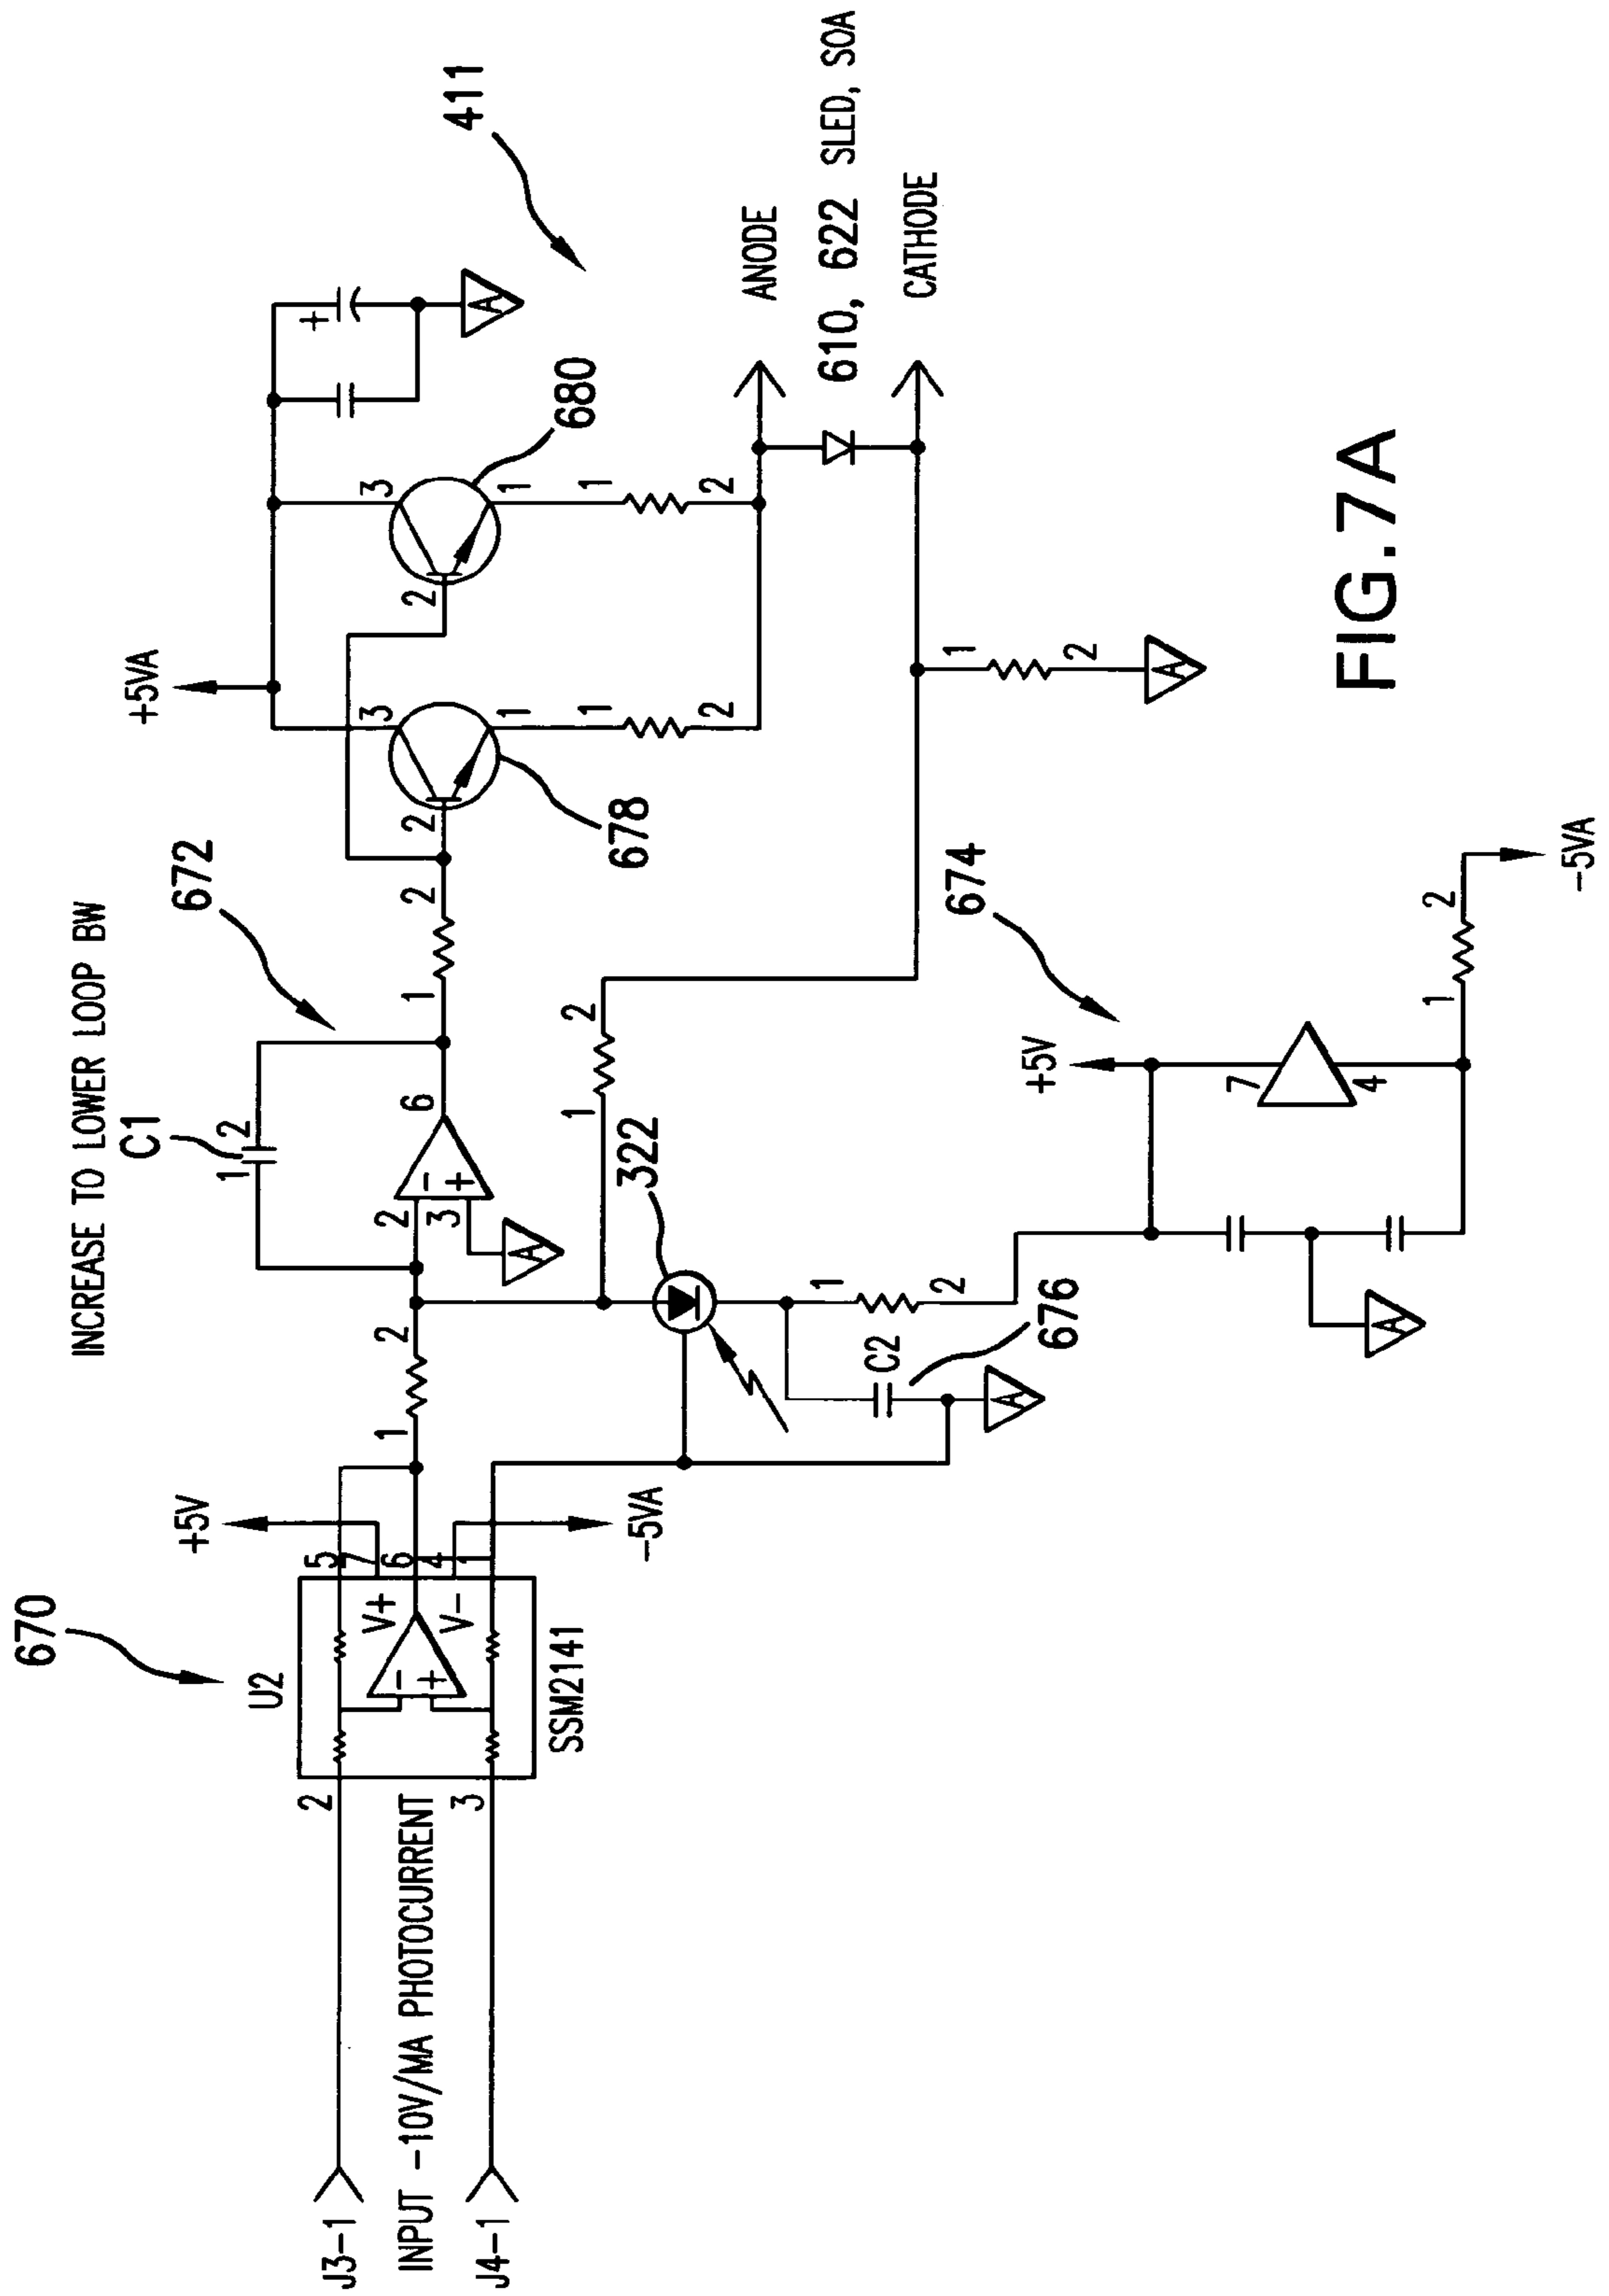 670
U2
SSM2141
J3-1
INPUT -10V/MA PHOTOCURRENT
J4-1
2
3
-
+
V+
V-
5
7
6
4
1
+5V
-5VA
1
2
INCREASE TO LOWER LOOP BW
C1
1
2
672
2
3
-
+
6
A
1
2
1
2
322
C2
676
1
2
A
674
+5V
7
4
A
1
2
-5VA
+5VA
2
3
1
678
1
2
2
3
1
680
1
2
+
A
411
ANODE
610, 622 SLED, SOA
CATHODE
1
2
A
FIG.7A